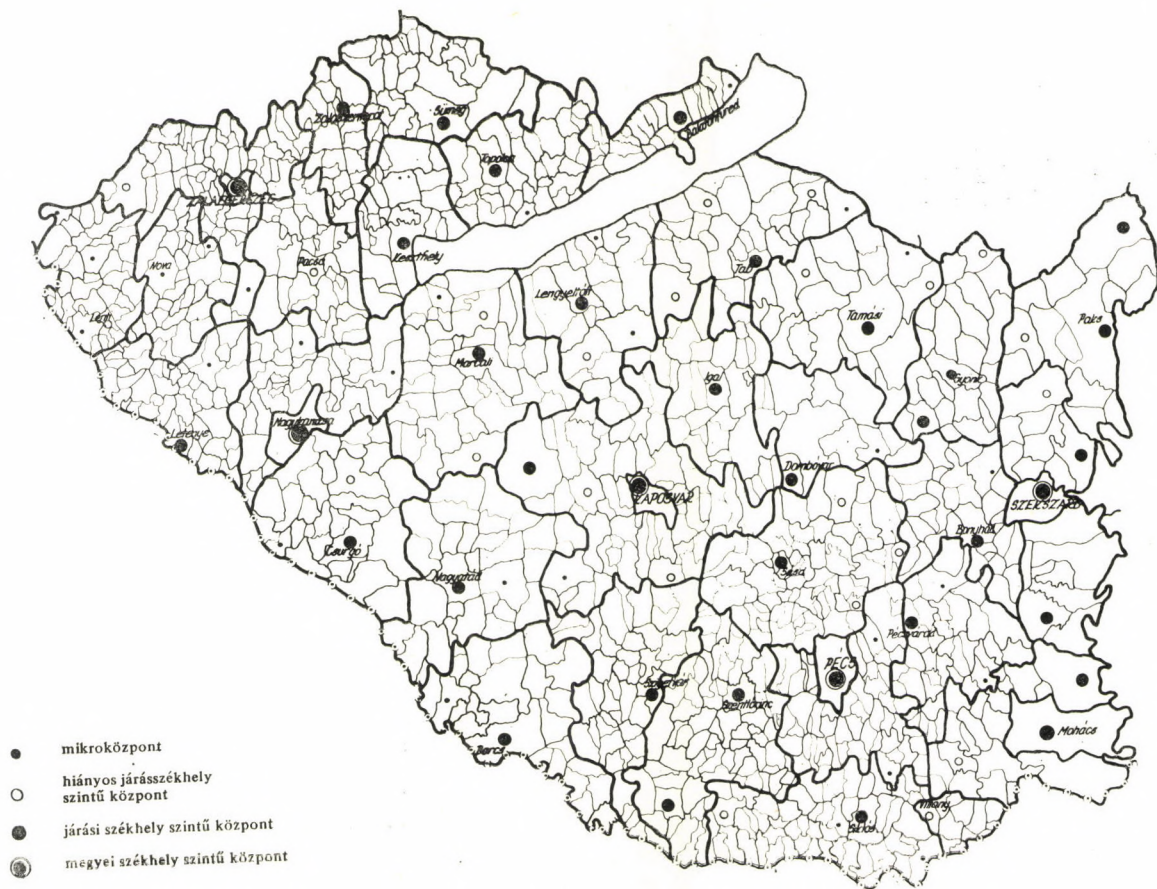 Sümeg
Balatonfüred
Tapolca
ZALAEGERSZEG
Nova
Pacsa
Keszthely
Tab
Lenti
Lengyeltóti
Tamási
Paks
Marcali
Igal
Gyönk
Letenye
Nagykanizsa
Dombóvár
KAPOSVÁR
SZEKSZÁRD
Csurgó
Bonyhád
Sásd
Nagyatád
Pécsvárad
PÉCS
Szigetvár
Szentlőrinc
Barcs
Mohács
Siklós
Villány
mikroközpont
hiányos járásszékhely
szintű központ
járási székhely szintű központ
megyei székhely szintű központ